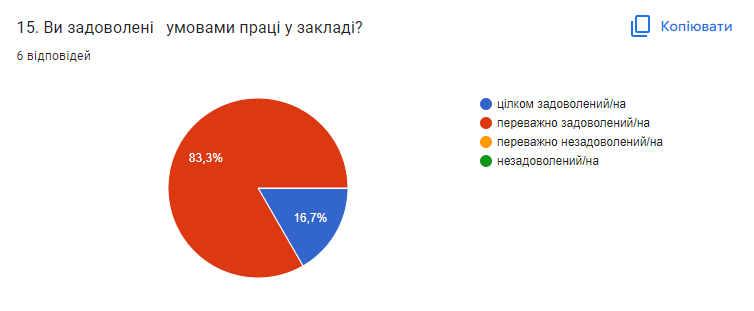 15. Ви задоволені умовами праці у закладі?
Копіювати
6 відповідей
83,3%
16,7%
цілком задоволений/на
переважно задоволений/на
переважно незадоволений/на
незадоволений/на